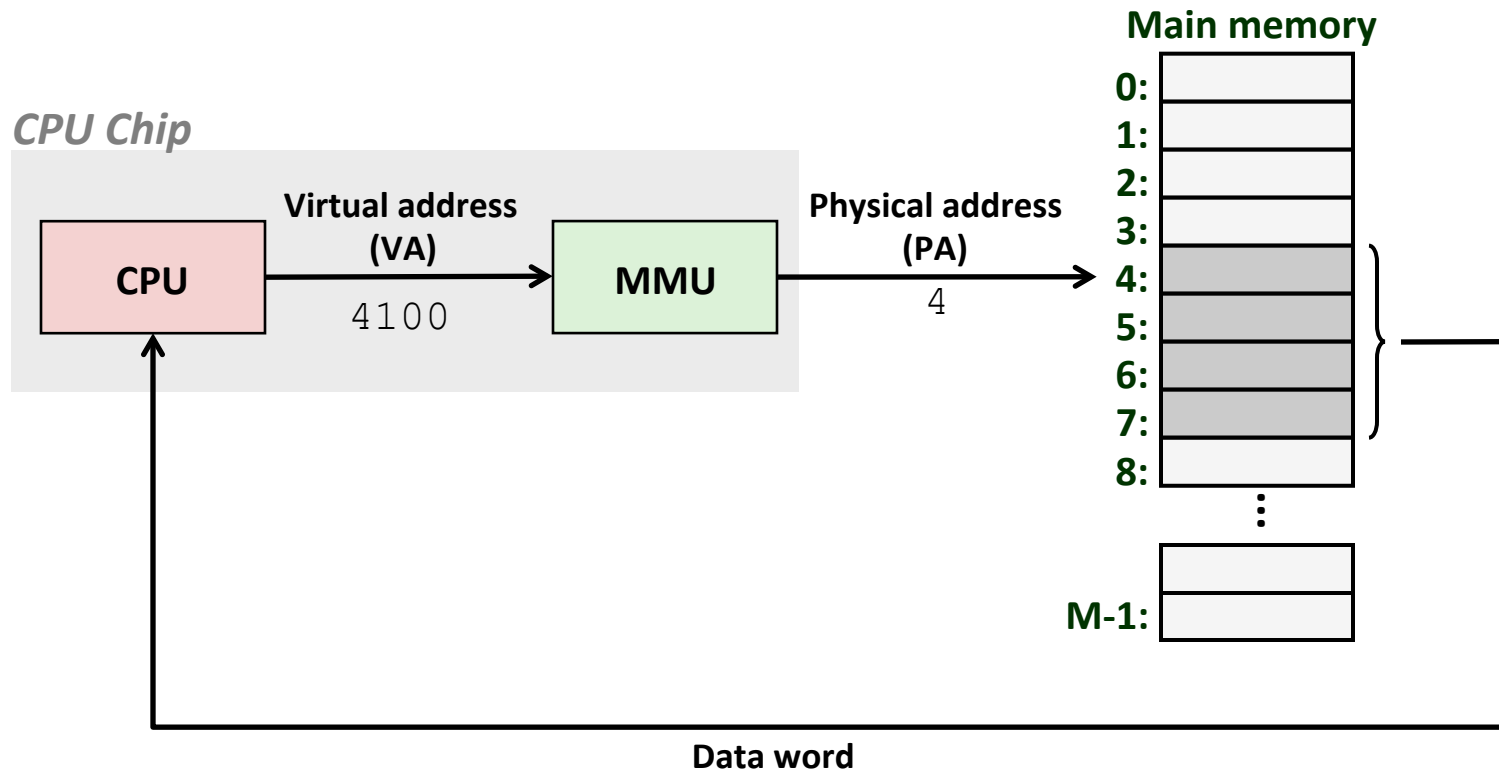 Main memory
0:
1:
2:
3:
4:
5:
6:
7:
8:
M-1:
CPU Chip
Virtual address
(VA)
CPU
4100
MMU
Physical address
(PA)
4
Data word